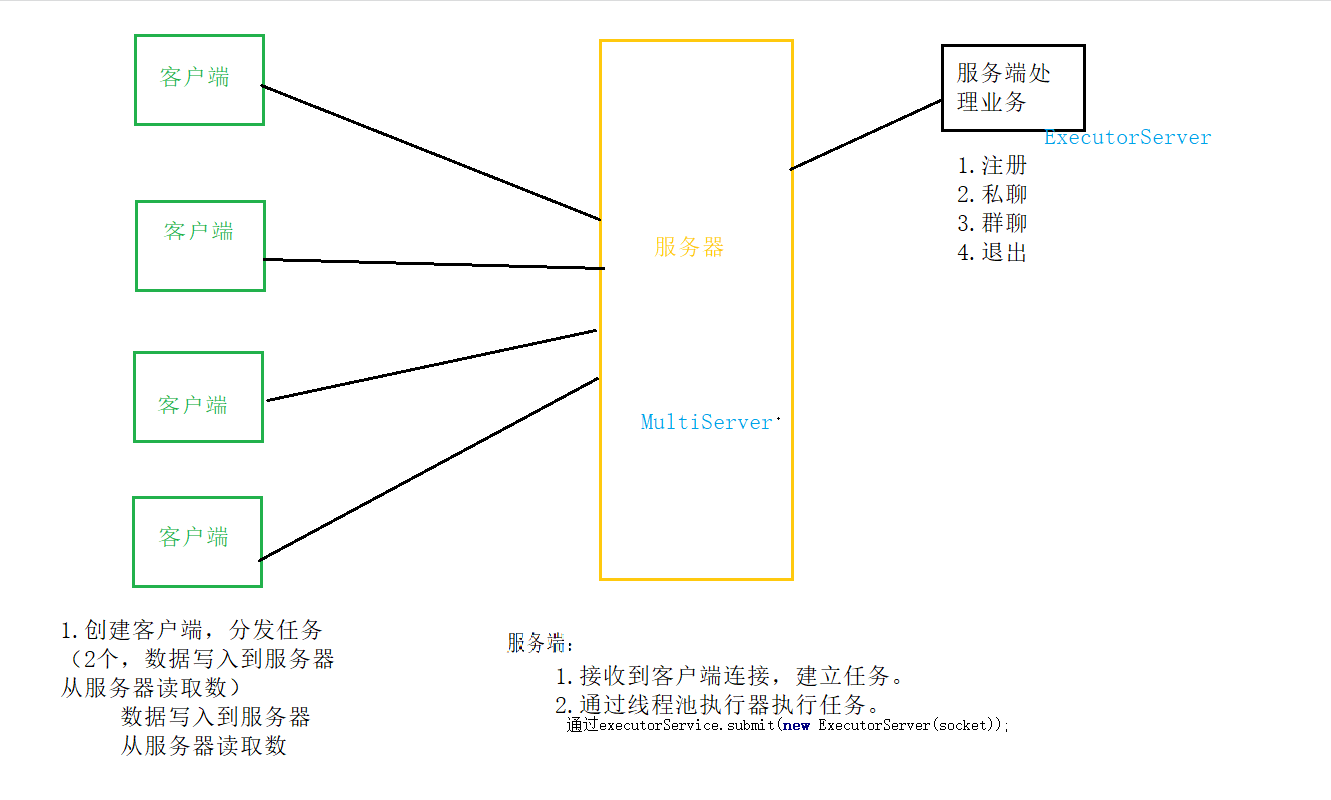 客户端
客户端
客户端
客户端
服务器
MultiServer
服务端处
理业务
ExecutorServer
1.注册
2.私聊
3.群聊
4.退出
1.创建客户端，分发任务
（2个，数据写入到服务器
从服务器读取数）
数据写入到服务器
从服务器读取数
服务端：
1.接收到客户端连接，建立任务。
2.通过线程池执行器执行任务。
通过executorService.submit(new ExecutorServer(socket));